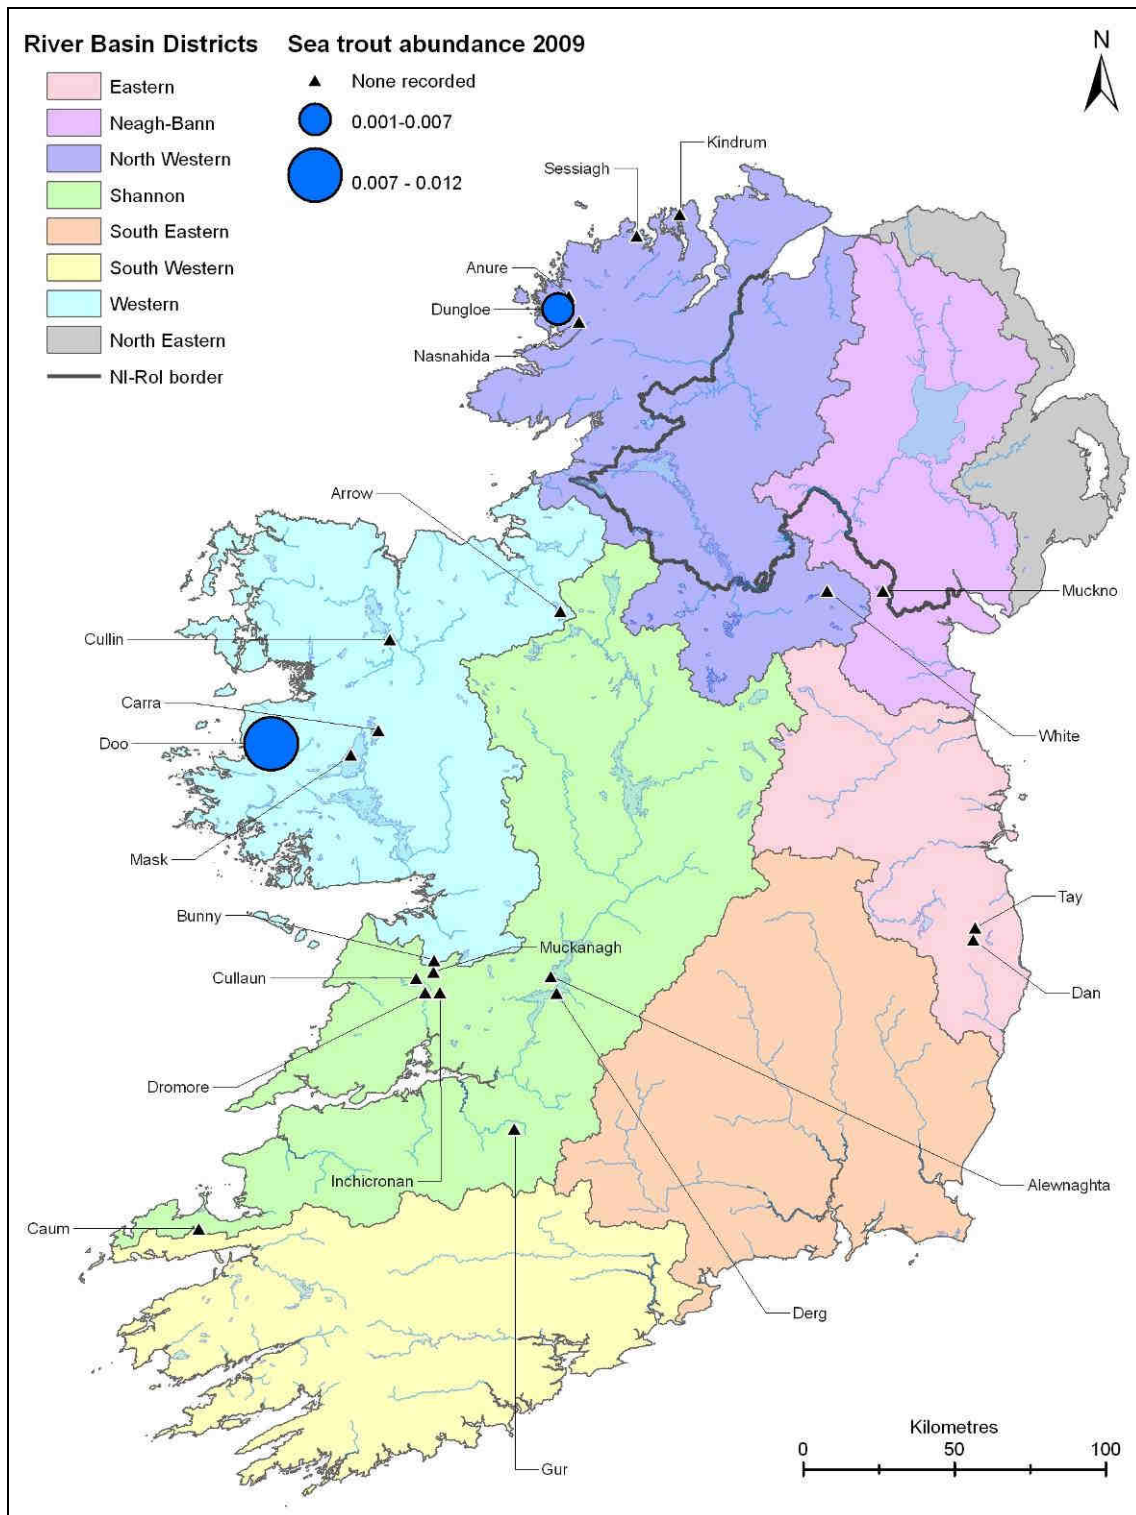 River Basin Districts
Eastern
Neagh-Bann
North Western
Shannon
South Eastern
South Western
Western
North Eastern
NI-RoI border
Sea trout abundance 2009
None recorded
0.001-0.007
0.007 - 0.012
N
Kindrum
Sessiagh
Anure
Dungloe
Nasnahida
Arrow
Muckno
Cullin
Carra
Doo
White
Mask
Tay
Bunny
Muckanagh
Cullaun
Dan
Dromore
Inchicronan
Alewnaghta
Caum
Derg
Gur
Kilometres
0 50 100